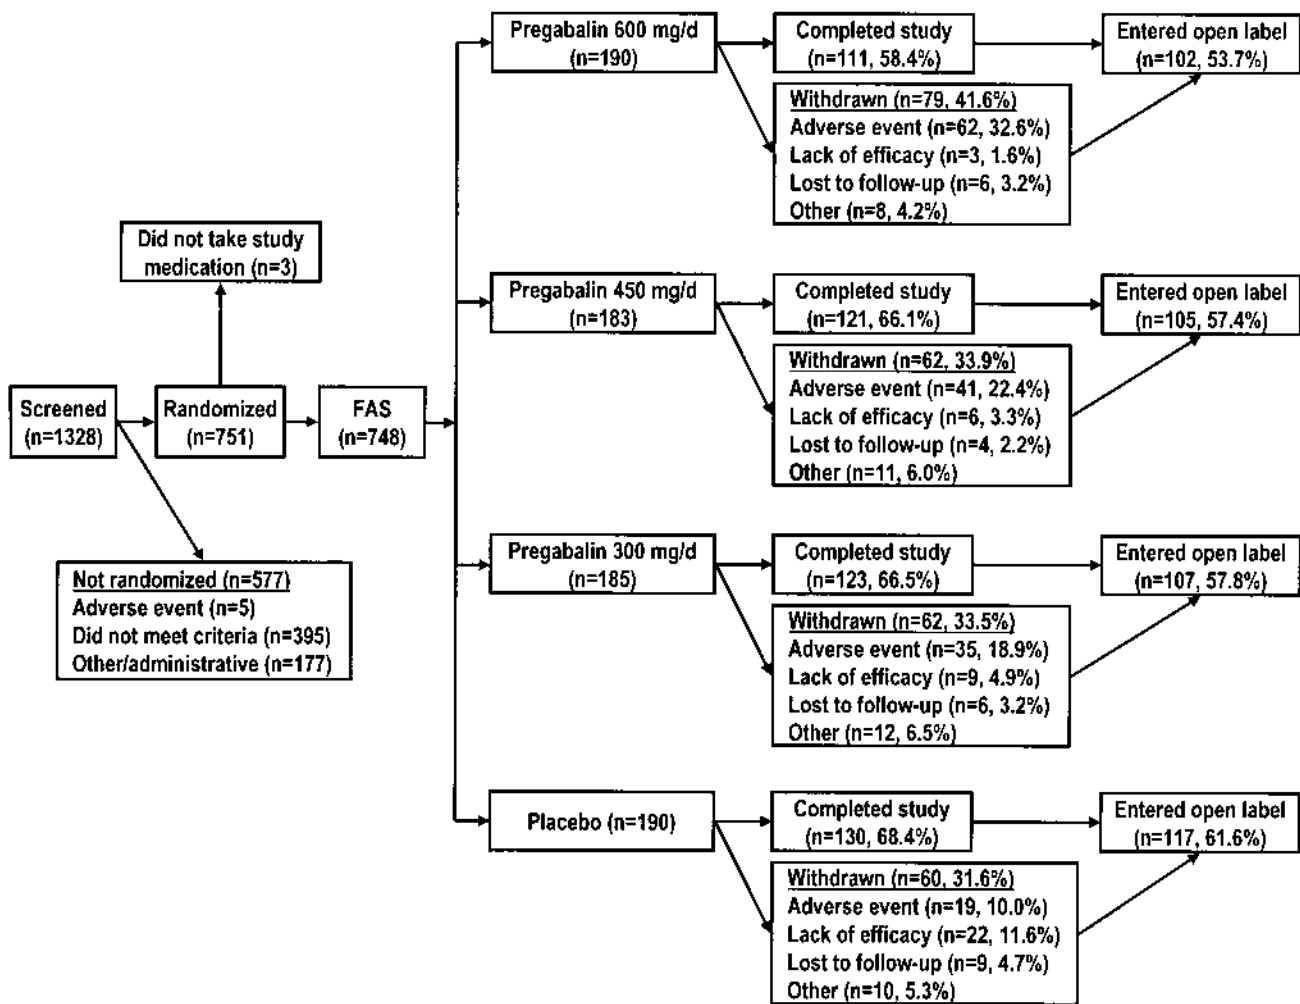 Screened
(n=1328)
Not randomized (n=577)
Adverse event (n=5)
Did not meet criteria (n=395)
Other/administrative (n=177)
Randomized
(n=751)
Did not take study
medication (n=3)
FAS
(n=748)
Pregabalin 600 mg/d
(n=190)
Completed study
(n=111, 58.4%)
Withdrawn (n=79, 41.6%)
Adverse event (n=62, 32.6%)
Lack of efficacy (n=3, 1.6%)
Lost to follow-up (n=6, 3.2%)
Other (n=8, 4.2%)
Entered open label
(n=102, 53.7%)
Pregabalin 450 mg/d
(n=183)
Completed study
(n=121, 66.1%)
Withdrawn (n=62, 33.9%)
Adverse event (n=41, 22.4%)
Lack of efficacy (n=6, 3.3%)
Lost to follow-up (n=4, 2.2%)
Other (n=11, 6.0%)
Entered open label
(n=105, 57.4%)
Pregabalin 300 mg/d
(n=185)
Completed study
(n=123, 66.5%)
Withdrawn (n=62, 33.5%)
Adverse event (n=35, 18.9%)
Lack of efficacy (n=9, 4.9%)
Lost to follow-up (n=6, 3.2%)
Other (n=12, 6.5%)
Entered open label
(n=107, 57.8%)
Placebo (n=190)
Completed study
(n=130, 68.4%)
Withdrawn (n=60, 31.6%)
Adverse event (n=19, 10.0%)
Lack of efficacy (n=22, 11.6%)
Lost to follow-up (n=9, 4.7%)
Other (n=10, 5.3%)
Entered open label
(n=117, 61.6%)